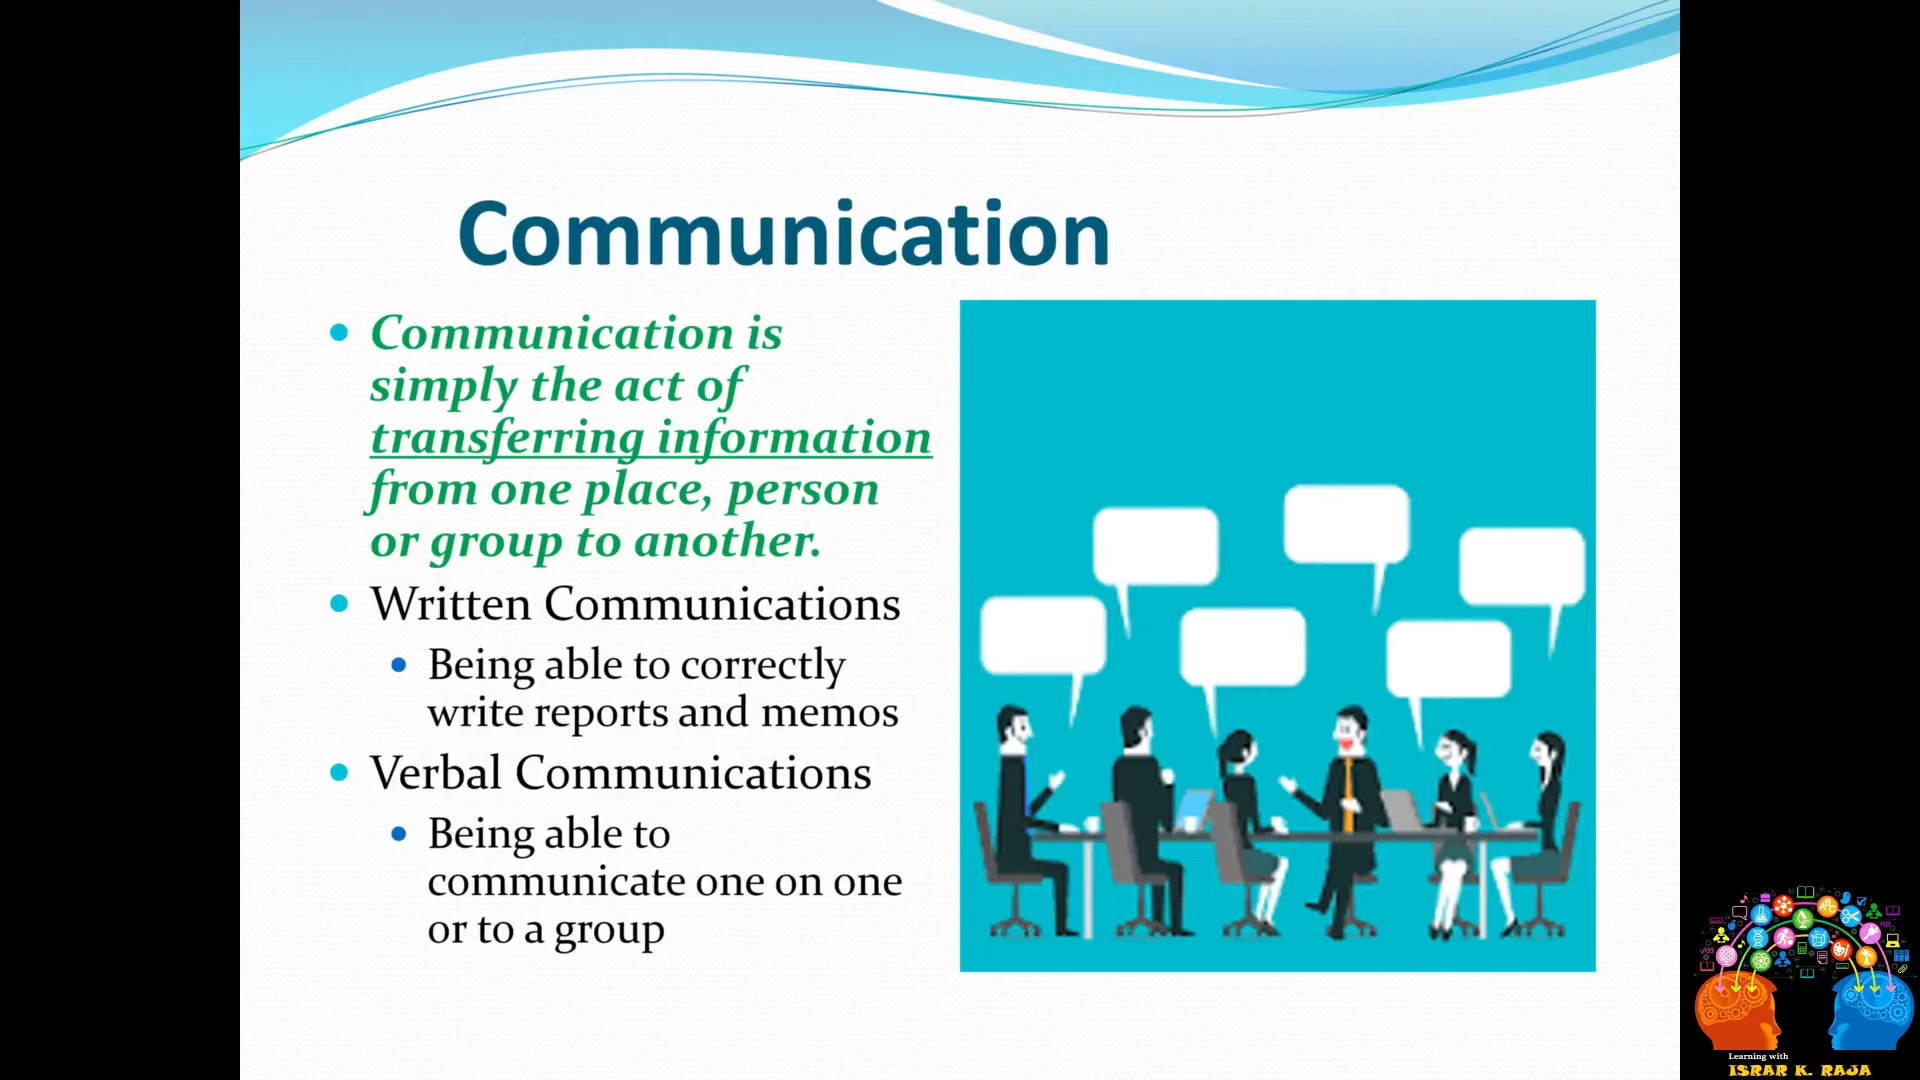 Communication
Communication is
simply the act of
transferring information
from one place, person
or group to another.
Written Communications
Being able to correctly
write reports and memos
Verbal Communications
Being able to
communicate one on one
or to a group
Learning with
ISRAR K. RAJA